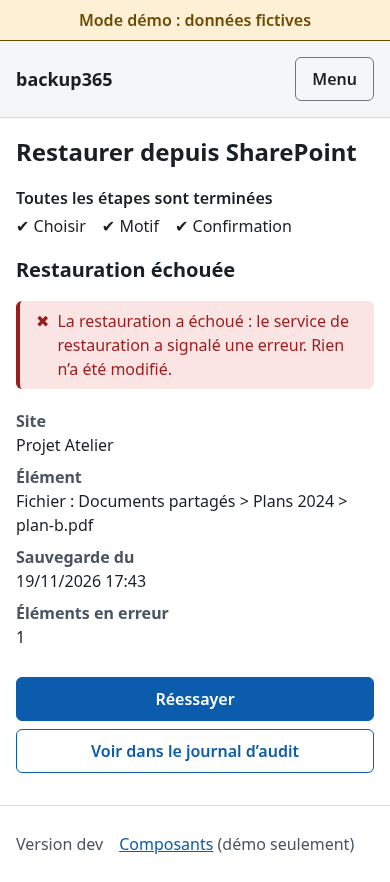 Mode démo : données fictives
backup365
Menu
Restaurer depuis SharePoint
Toutes les étapes sont terminées
✔ Choisir ✔ Motif ✔ Confirmation
Restauration échouée
✖ La restauration a échoué : le service de
restauration a signalé une erreur. Rien
n’a été modifié.
Site
Projet Atelier
Élément
Fichier : Documents partagés > Plans 2024 >
plan-b.pdf
Sauvegarde du
19/11/2026 17:43
Éléments en erreur
1
Réessayer
Voir dans le journal d’audit
Version dev Composants (démo seulement)